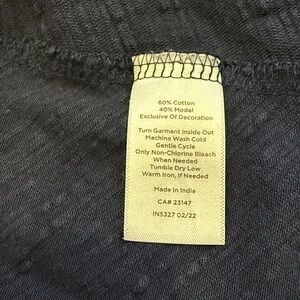 60% Cotton
40% Modal
Exclusive Of Decoration
Turn Garment Inside Out
Machine Wash Cold
Gentle Cycle
Only Non-Chlorine Bleach
When Needed
Tumble Dry Low
Warm Iron, If Needed
Made In India
CA# 23147
INS327 02/22